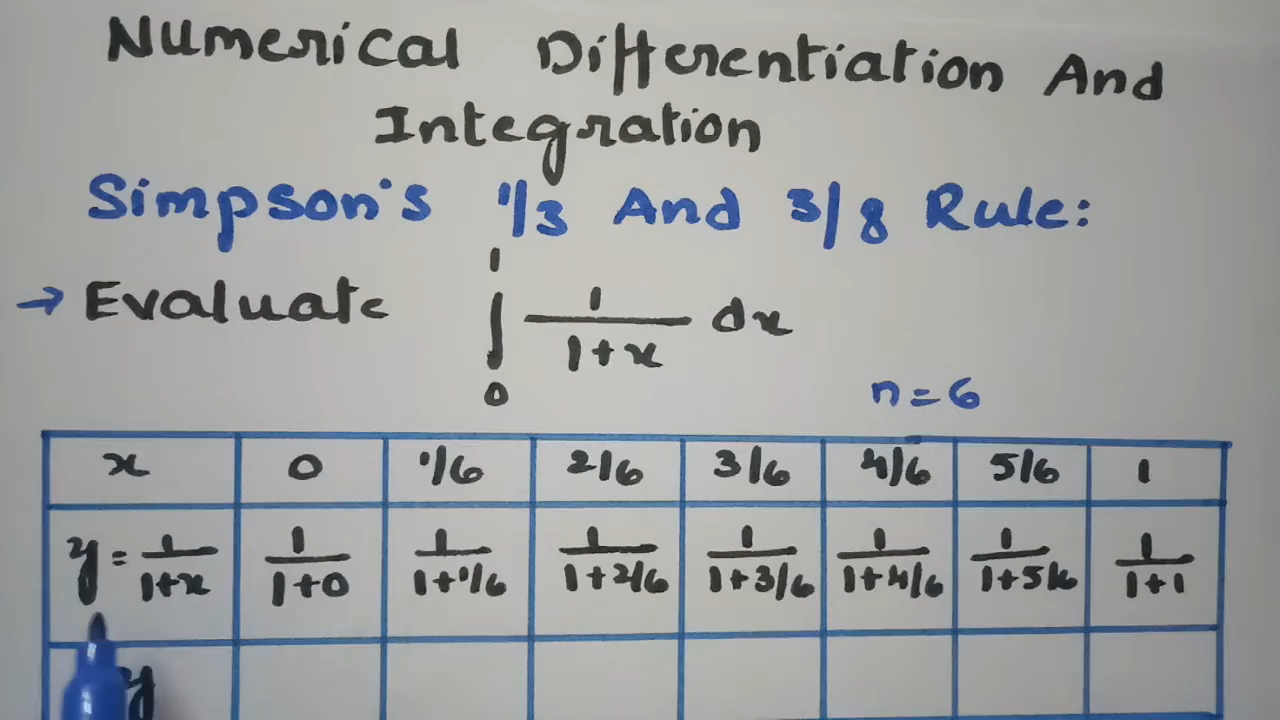 Numerical Differentiation And
Integration
Simpson's 1/3 And 3/8 Rule:
→ Evaluate ∫₀¹ 1/(1+x) dx
n=6
x 0 1/6 2/6 3/6 4/6 5/6 1
y = 1/(1+x) 1/(1+0) 1/(1+1/6) 1/(1+2/6) 1/(1+3/6) 1/(1+4/6) 1/(1+5/6) 1/(1+1)
y